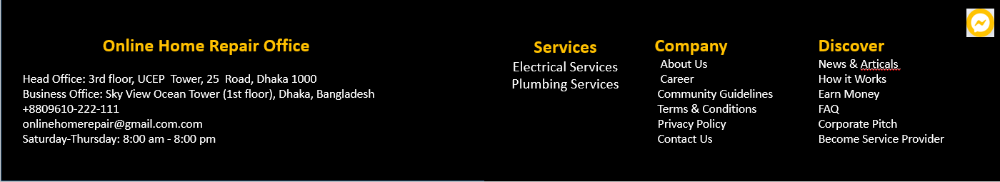 Online Home Repair Office
Head Office: 3rd floor, UCEP Tower, 25 Road, Dhaka 1000
Business Office: Sky View Ocean Tower (1st floor), Dhaka, Bangladesh
+8809610-222-111
onlinehomerepair@gmail.com.com
Saturday-Thursday: 8:00 am - 8:00 pm
Services
Electrical Services
Plumbing Services
Company
About Us
Career
Community Guidelines
Terms & Conditions
Privacy Policy
Contact Us
Discover
News & Articals
How it Works
Earn Money
FAQ
Corporate Pitch
Become Service Provider